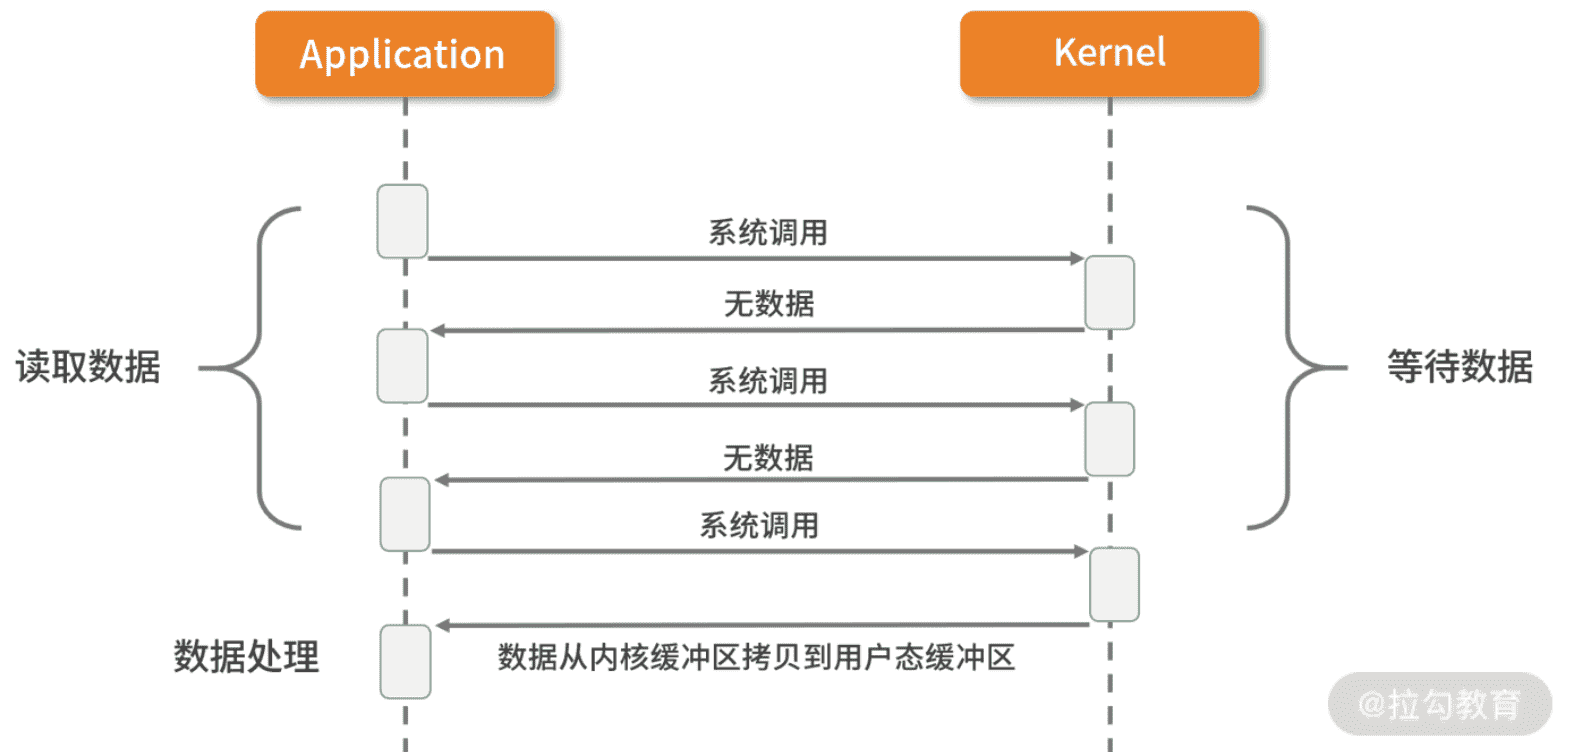 Application
Kernel
系统调用
无数据
读取数据
等待数据
系统调用
无数据
系统调用
数据处理
数据从内核缓冲区拷贝到用户态缓冲区
@拉勾教育